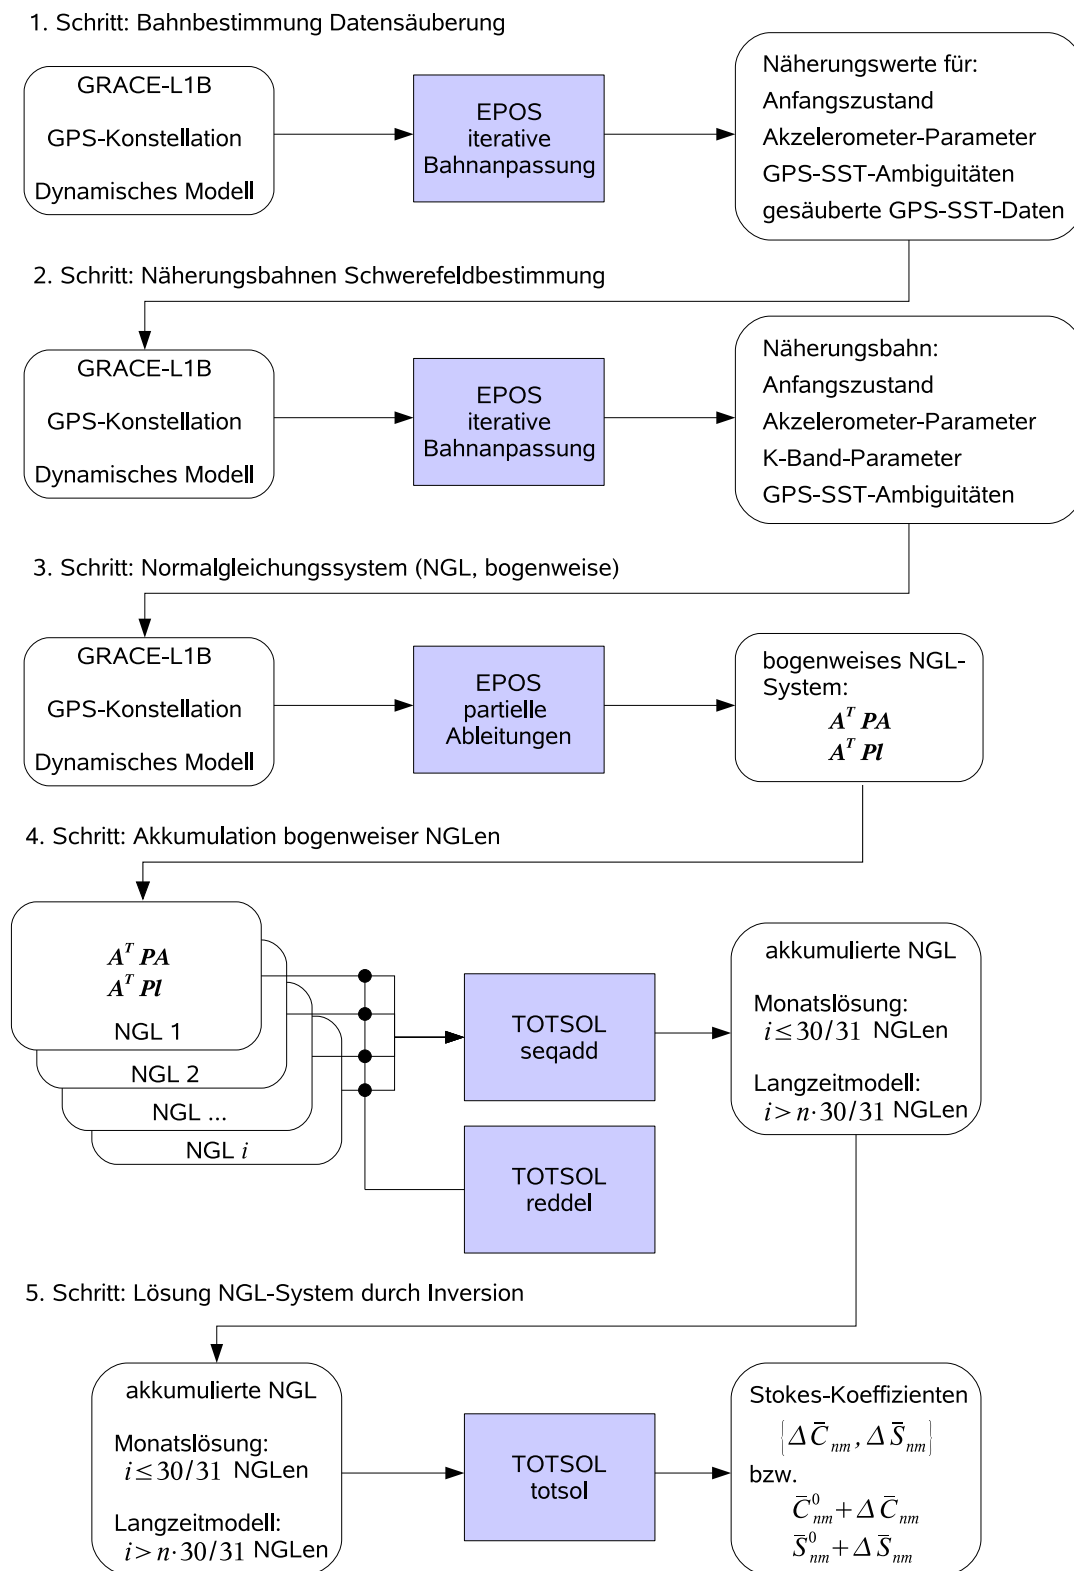 1. Schritt: Bahnbestimmung Datensäuberung
GRACE-L1B
GPS-Konstellation
Dynamisches Modell
EPOS
iterative
Bahnanpassung
Näherungswerte für:
Anfangszustand
Akzelerometer-Parameter
GPS-SST-Ambiguitäten
gesäuberte GPS-SST-Daten
2. Schritt: Näherungsbahnen Schwerefeldbestimmung
GRACE-L1B
GPS-Konstellation
Dynamisches Modell
EPOS
iterative
Bahnanpassung
Näherungsbahn:
Anfangszustand
Akzelerometer-Parameter
K-Band-Parameter
GPS-SST-Ambiguitäten
3. Schritt: Normalgleichungssystem (NGL, bogenweise)
GRACE-L1B
GPS-Konstellation
Dynamisches Modell
EPOS
partielle
Ableitungen
bogenweises NGL-
System:
A^T PA
A^T Pl
4. Schritt: Akkumulation bogenweiser NGLen
A^T PA
A^T Pl
NGL 1
NGL 2
NGL ...
NGL i
TOTSOL
seqadd
TOTSOL
reddel
akkumulierte NGL
Monatslösung:
i ≤ 30/31 NGLen
Langzeitmodell:
i > n·30/31 NGLen
5. Schritt: Lösung NGL-System durch Inversion
akkumulierte NGL
Monatslösung:
i ≤ 30/31 NGLen
Langzeitmodell:
i > n·30/31 NGLen
TOTSOL
totsol
Stokes-Koeffizienten
{Δ C̄_nm, Δ S̄_nm}
bzw.
C̄^0_nm + Δ C̄_nm
S̄^0_nm + Δ S̄_nm